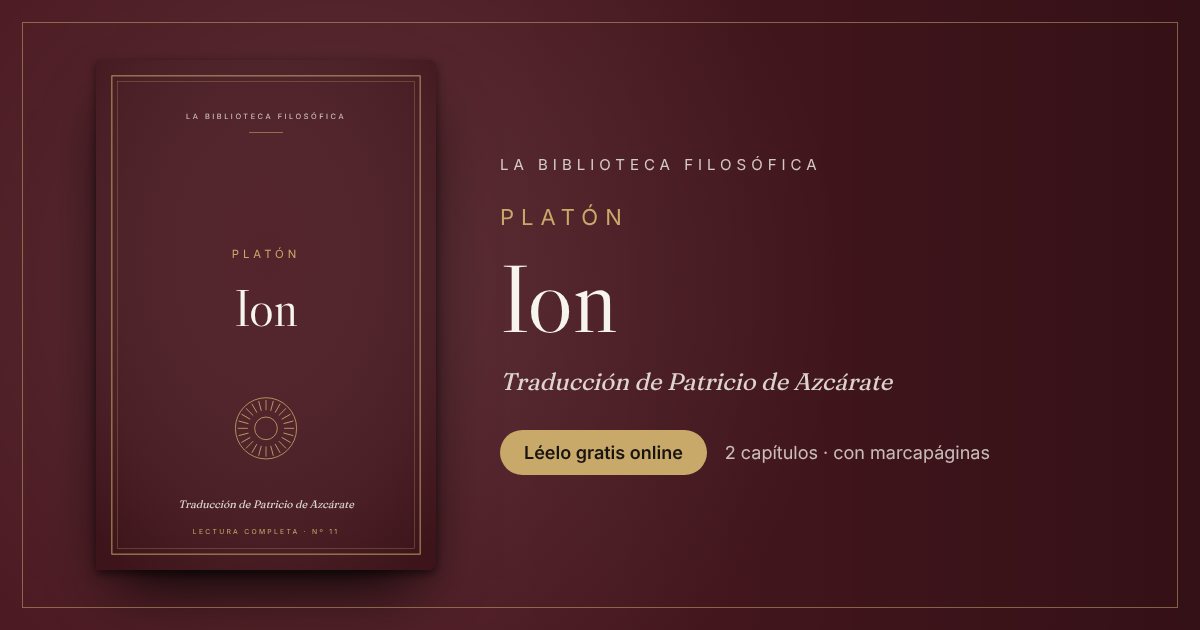 LA BIBLIOTECA FILOSÓFICA
PLATÓN
Ion
Traducción de Patricio de Azcárate
LECTURA COMPLETA · Nº 11
LA BIBLIOTECA FILOSÓFICA
PLATÓN
Ion
Traducción de Patricio de Azcárate
Léelo gratis online
2 capítulos · con marcapáginas